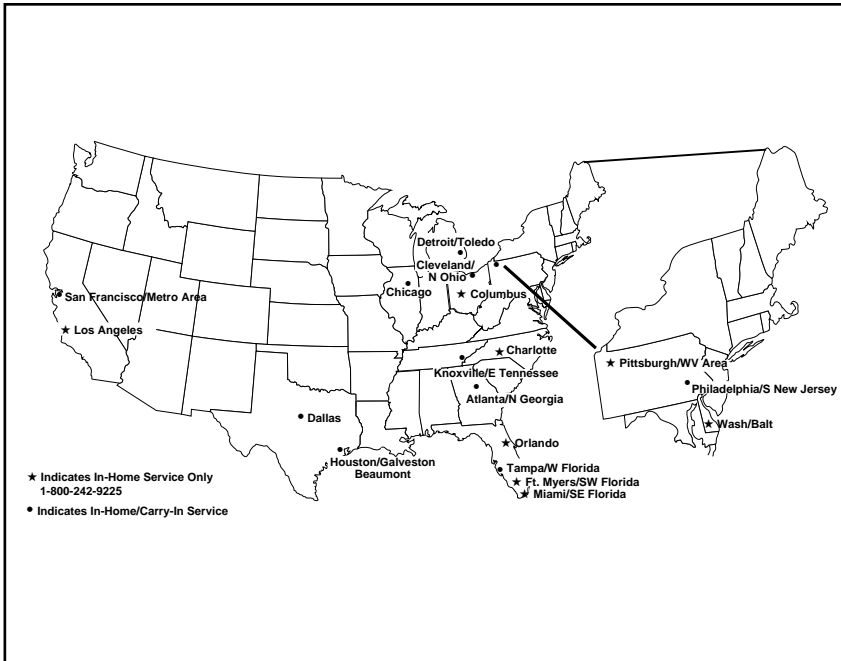 Detroit/Toledo
Cleveland/
N Ohio
Chicago
Columbus
San Francisco/Metro Area
Los Angeles
Charlotte
Knoxville/E Tennessee
Atlanta/N Georgia
Pittsburgh/WV Area
Philadelphia/S New Jersey
Wash/Balt
Dallas
Orlando
Houston/Galveston
Beaumont
Tampa/W Florida
Ft. Myers/SW Florida
Miami/SE Florida
★ Indicates In-Home Service Only
1-800-242-9225
• Indicates In-Home/Carry-In Service